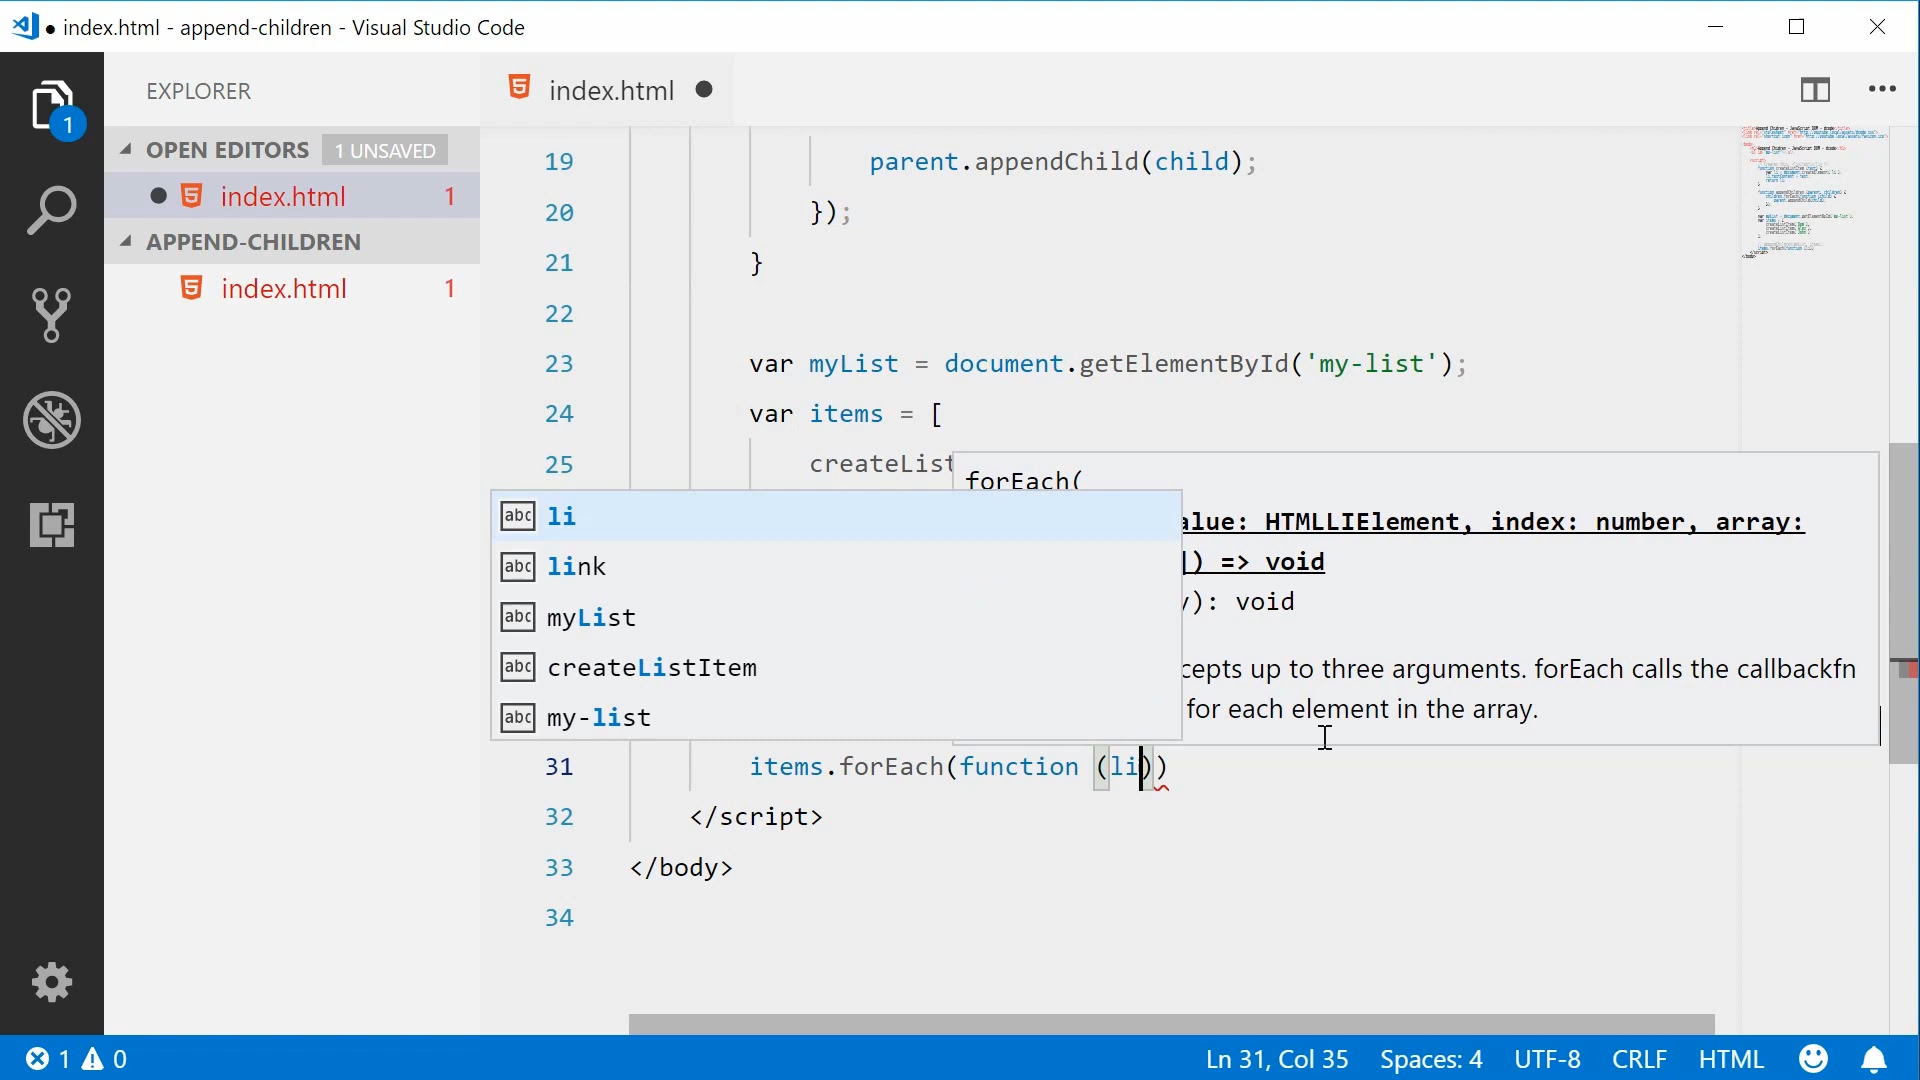 index.html - append-children - Visual Studio Code
1
EXPLORER
OPEN EDITORS 1 UNSAVED
index.html 1
APPEND-CHILDREN
index.html 1
index.html
19 parent.appendChild(child);
20 });
21 }
22
23 var myList = document.getElementById('my-list');
24 var items = [
25 createList
forEach(
alue: HTMLLIElement, index: number, array:
]) => void
): void
cepts up to three arguments. forEach calls the callbackfn
for each element in the array.
li
link
myList
createListItem
my-list
31 items.forEach(function (li))
32 </script>
33 </body>
34
1 0
Ln 31, Col 35 Spaces: 4 UTF-8 CRLF HTML